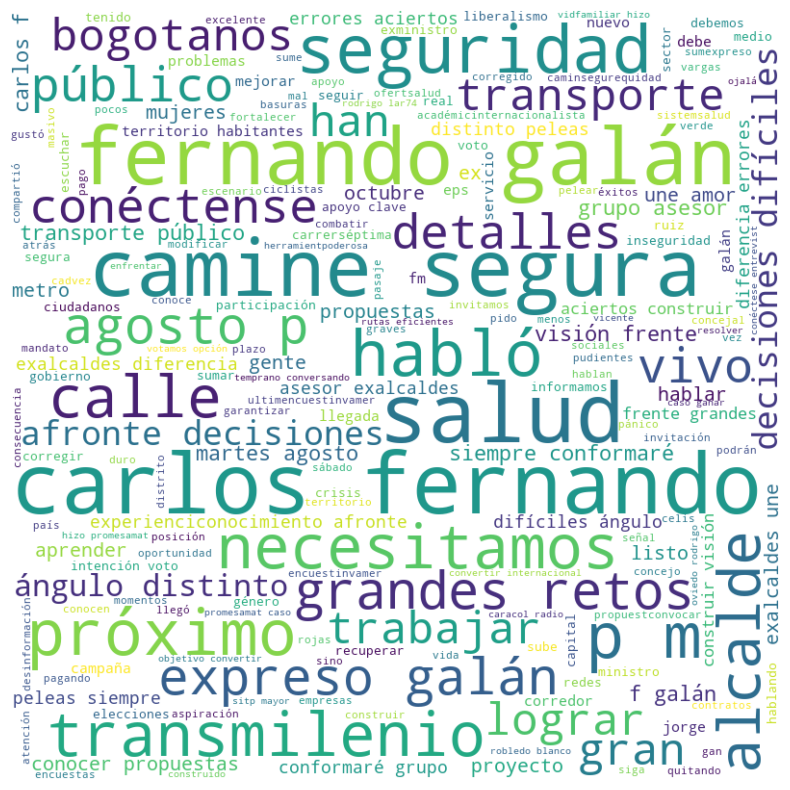 carlos f
tenido
vidfamiliar hizo
excelente
errores aciertos
liberalismo
nuevo
medio
bogotanos
exministro
seguridad
debe
sumexpreso
problemas
sume
debemos
vargas
sector
ojalá
público
mejorar
apoyo
corregido
caminsegurequidad
mal seguir
ofertsalud
transporte
basuras
rodrigo lar74
real
académicinternacionalista
sistemsalud
pocos
mujeres
fortalecer
han
distinto peleas
verde
gustó
masivo
territorio habitantes
voto
fernando galán
decisiones difíciles
compartió
escuchar
pago
escenario
ciclistas
octubre
ex
eps
servicio
pelear
éxitos
une amor
conéctense
apoyo clave
grupo asesor
combatir
detalles
ruiz
transporte público
modificar
carrerséptima
inseguridad
galán
diferencia errores
conéctese entrevist
atrás
segura
herramientpoderosa
fm
cadvez
enfrentar
camine segura
pasaje
metro
conoce
participación
invitamos
aciertos construir
concejal
ciudadanos
propuestas
graves
rutas eficientes
pido
menos
vicente
vez
agosto p
habló
visión frente
resolver
mandato
votamos opción
plazo
sociales
vivo
exalcaldes diferencia
gente
hablan
pudientes
caso ganar
gobierno
sumar
temprano conversando
asesor exalcaldes
informamos
hablar
calle
ultimencuestinvamer
salud
garantizar
llegada
frente grandes
consecuencia
afronte decisiones
pánico
corregir
duro
martes agosto
siempre conformaré
invitación
podrán
distrito
sábado
crisis
territorio
carlos fernando
alcalde
exalcaldes une
país
experienciconocimiento afronte
difíciles ángulo
celis
hizo promesamat
posición
necesitamos
señal
construir visión
oviedo rodrigo
aprender
oportunidad
intención voto
listo
concejo
encuestinvamer
convertir internacional
ángulo distinto
grandes retos
desinformación
conocen
momentos
llegó
género
promesamat caso
caracol radio
propuestconvocar
próximo
rojas
recuperar
trabajar
p m
objetivo convertir
vida
sube
capital
campaña
sino
ministro
pagando
expreso galán
redes
hablando
peleas siempre
sitp mayor
empresas
f galán
contratos
atención
elecciones
aspiración
construir
corredor
jorge
transmilenio
lograr
robledo blanco
gan
quitando
conocer propuestas
conformaré grupo
proyecto
gran
siga
encuestas
construido